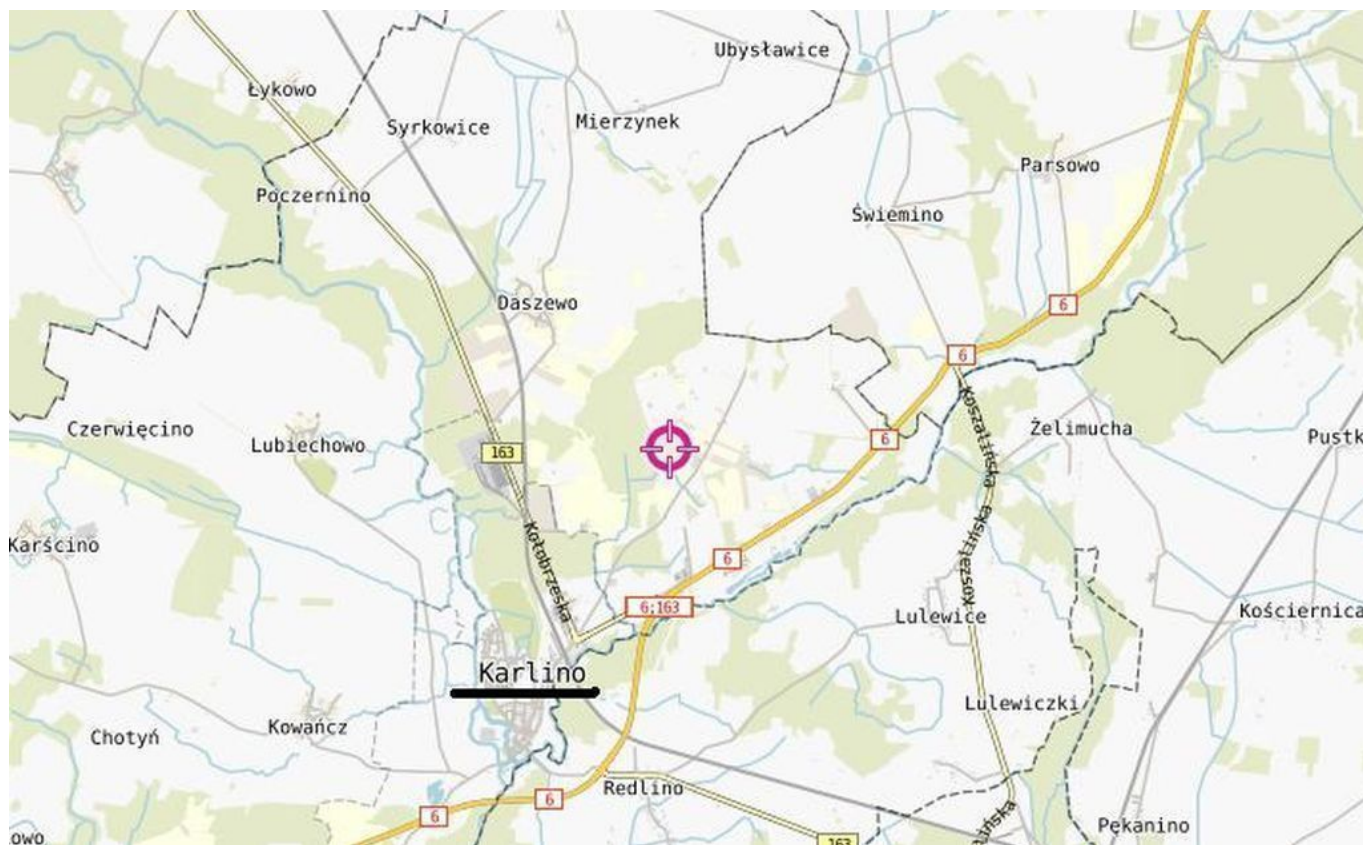 Ubysławice
Łykowo
Syrkowice
Mierzynek
Parsowo
Poczernino
Świemino
Daszewo
6
6
Czerwięcino
Lubiechowo
163
6
Koszalińska
Żelimucha
Pustk
Karścino
Kołobrzeska
6
Koszalińska
6;163
Lulewice
Kościernica
Karlino
Lulewiczki
Chotyń
Kowańcz
Redlino
6
6
ińska
Pękanino
owo
163